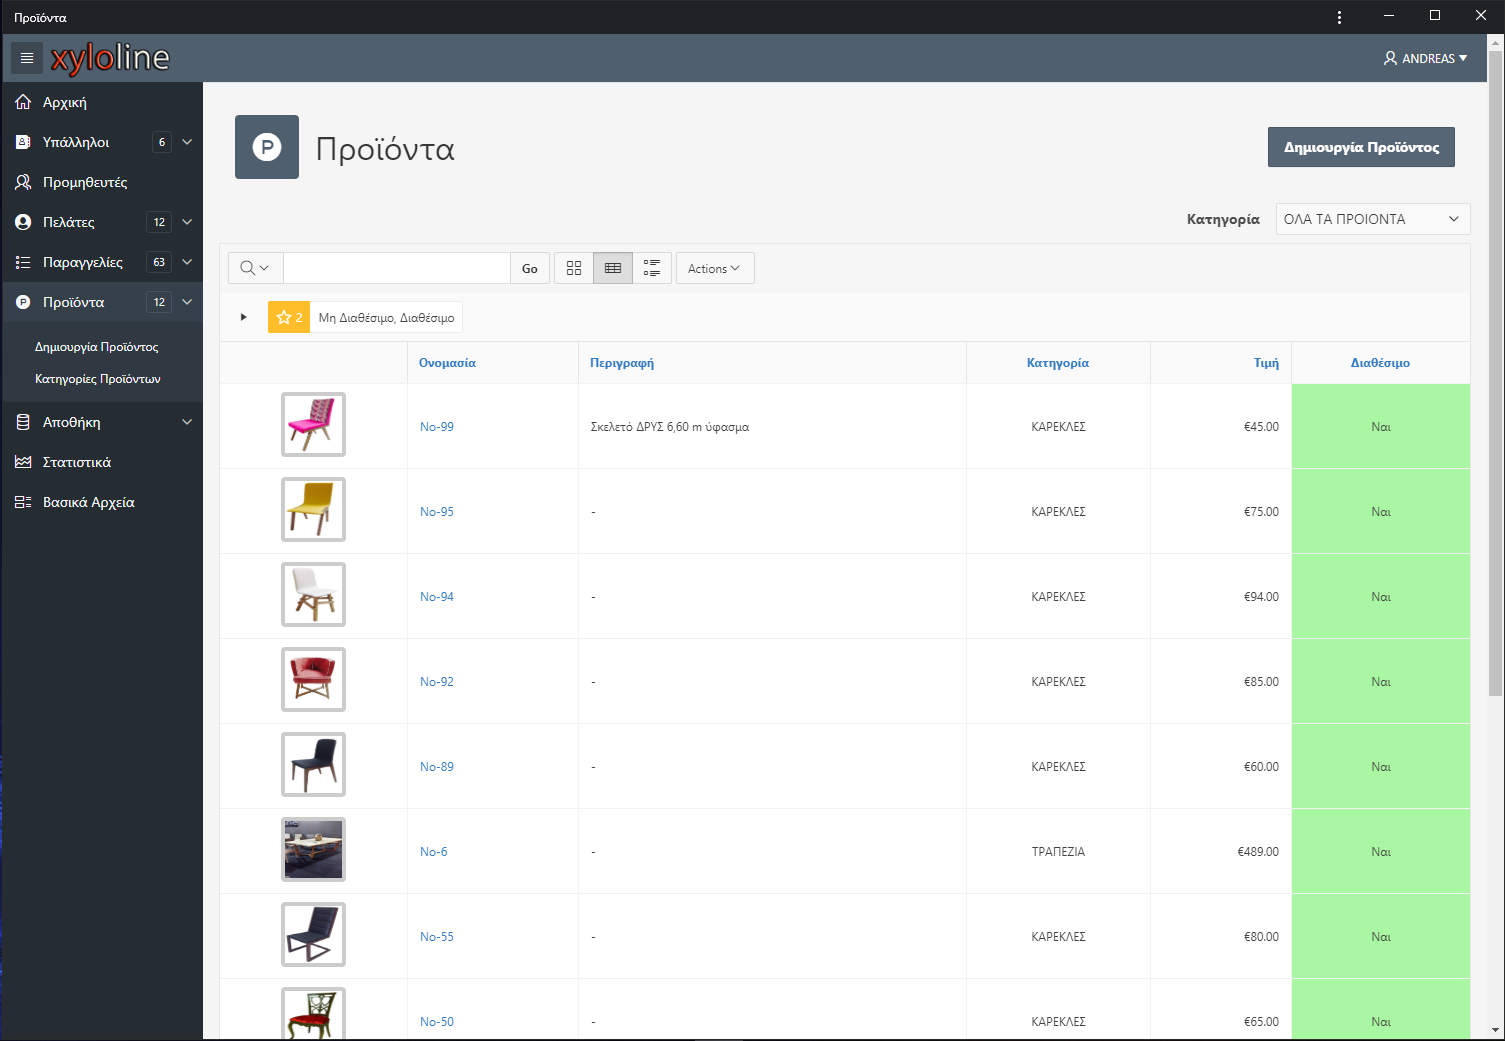 Προϊόντα
xyloline
ANDREAS
Αρχική
Υπάλληλοι 6
Προμηθευτές
Πελάτες 12
Παραγγελίες 63
Προϊόντα 12
Δημιουργία Προϊόντος
Κατηγορίες Προϊόντων
Αποθήκη
Στατιστικά
Βασικά Αρχεία
P Προϊόντα
Δημιουργία Προϊόντος
Κατηγορία ΟΛΑ ΤΑ ΠΡΟΙΟΝΤΑ
Go Actions
2 Μη Διαθέσιμο, Διαθέσιμο
Ονομασία Περιγραφή Κατηγορία Τιμή Διαθέσιμο
No-99 Σκελετό ΔΡΥΣ 6,60 m ύφασμα ΚΑΡΕΚΛΕΣ €45.00 Ναι
No-95 - ΚΑΡΕΚΛΕΣ €75.00 Ναι
No-94 - ΚΑΡΕΚΛΕΣ €94.00 Ναι
No-92 - ΚΑΡΕΚΛΕΣ €85.00 Ναι
No-89 - ΚΑΡΕΚΛΕΣ €60.00 Ναι
No-6 - ΤΡΑΠΕΖΙΑ €489.00 Ναι
No-55 - ΚΑΡΕΚΛΕΣ €80.00 Ναι
No-50 - ΚΑΡΕΚΛΕΣ €65.00 Ναι